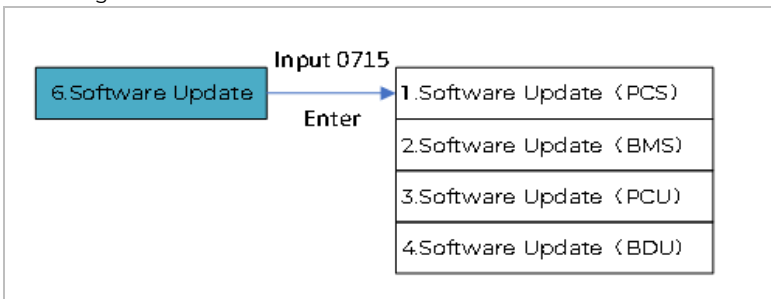 Input 0715
6.Software Update
Enter
1.Software Update（PCS）
2.Software Update（BMS）
3.Software Update（PCU）
4.Software Update（BDU）